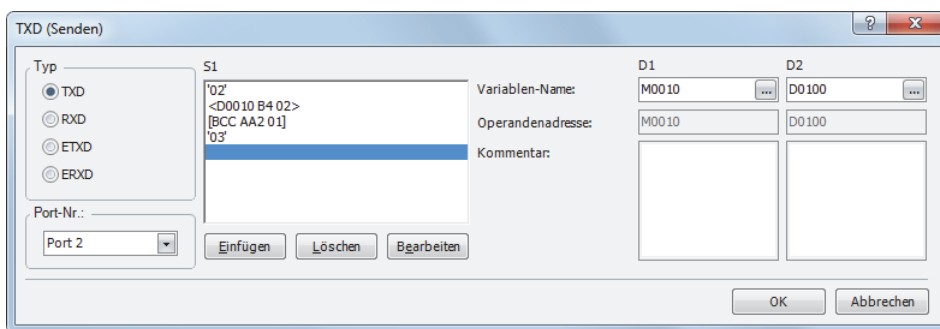 TXD (Senden)
?
Typ
TXD
RXD
ETXD
ERXD
Port-Nr.:
Port 2
S1
'02'
<D0010 B4 02>
[BCC AA2 01]
'03'
Einfügen Löschen Bearbeiten
D1 D2
Variablen-Name: M0010 ... D0100 ...
Operandenadresse: M0010 D0100
Kommentar:
OK Abbrechen